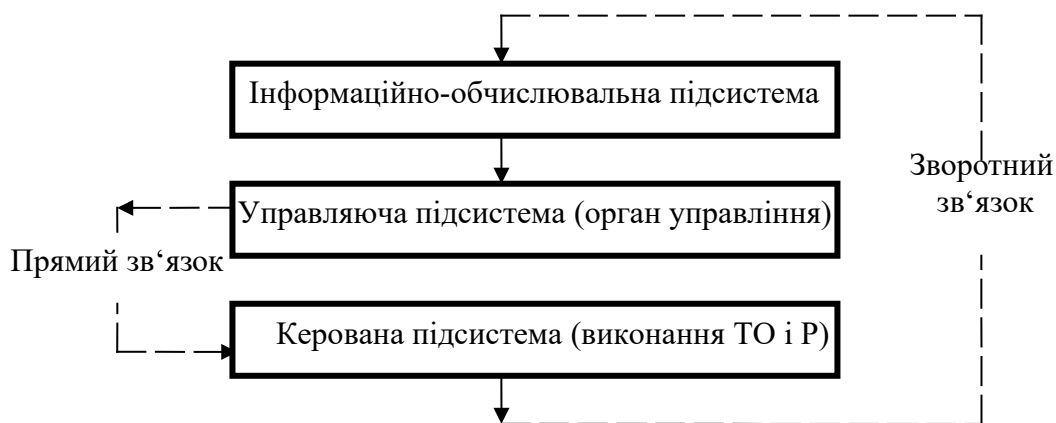 Інформаційно-обчислювальна підсистема
Зворотний
зв‘язок
Управляюча підсистема (орган управління)
Прямий зв‘язок
Керована підсистема (виконання ТО і Р)